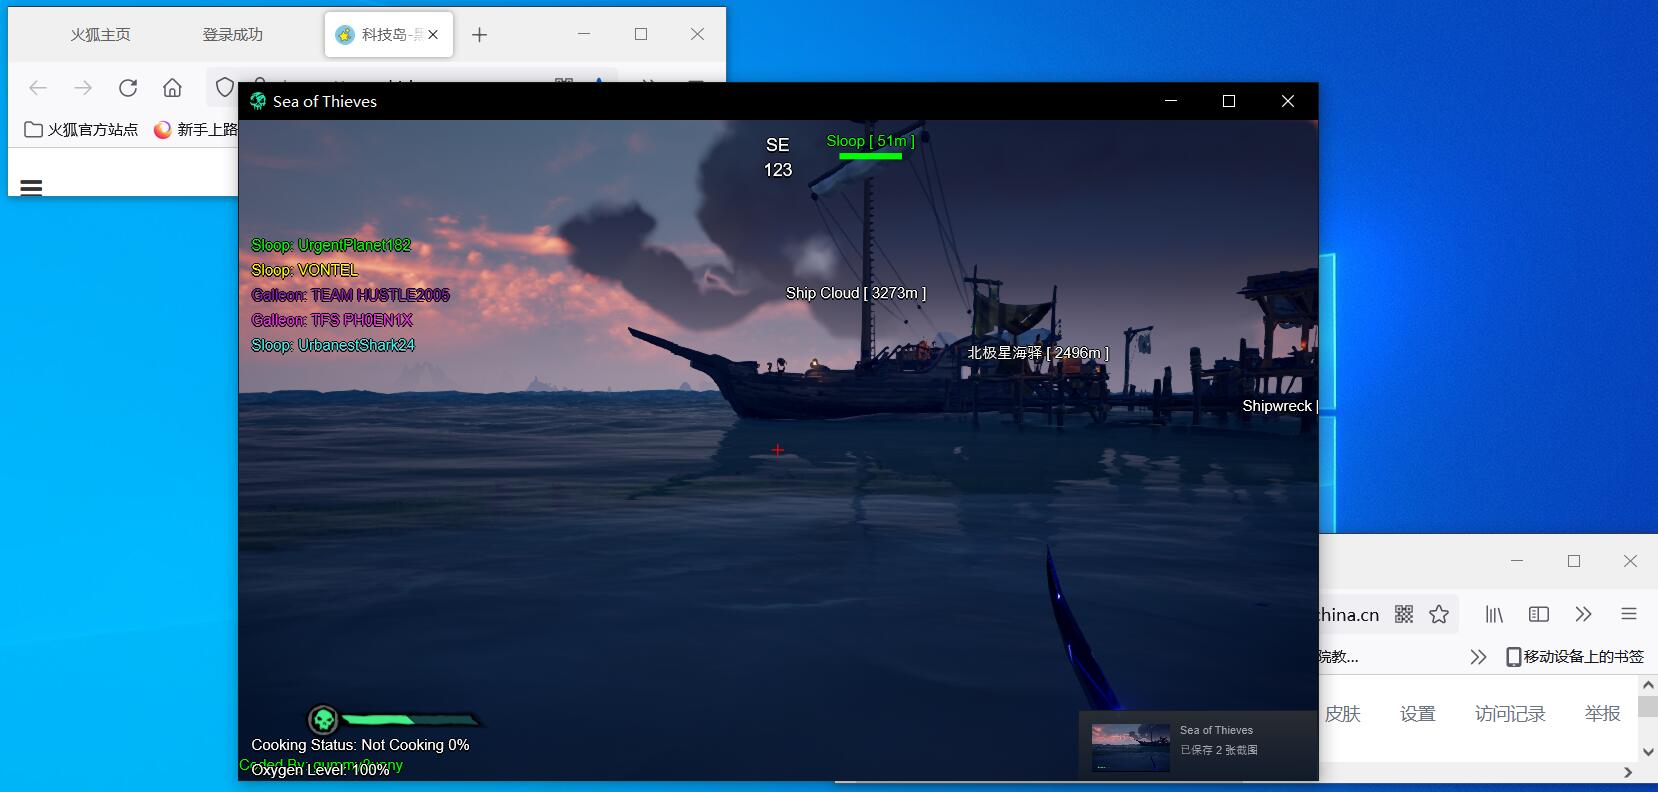 火狐主页 登录成功 科技岛-
火狐官方站点 新手上路
Sea of Thieves
SE
123
Sloop [ 51m ]
Sloop: UrgentPlanet182
Sloop: VONTEL
Galleon: TEAM HUSTLE2005
Galleon: TFS PH0EN1X
Sloop: UrbanestShark24
Ship Cloud [ 3273m ]
北极星海驿 [ 2496m ]
Shipwreck [
Cooking Status: Not Cooking 0%
Coded By:
Oxygen Level: 100%
Sea of Thieves
已保存 2 张截图
china.cn
院教... 移动设备上的书签
皮肤 设置 访问记录 举报